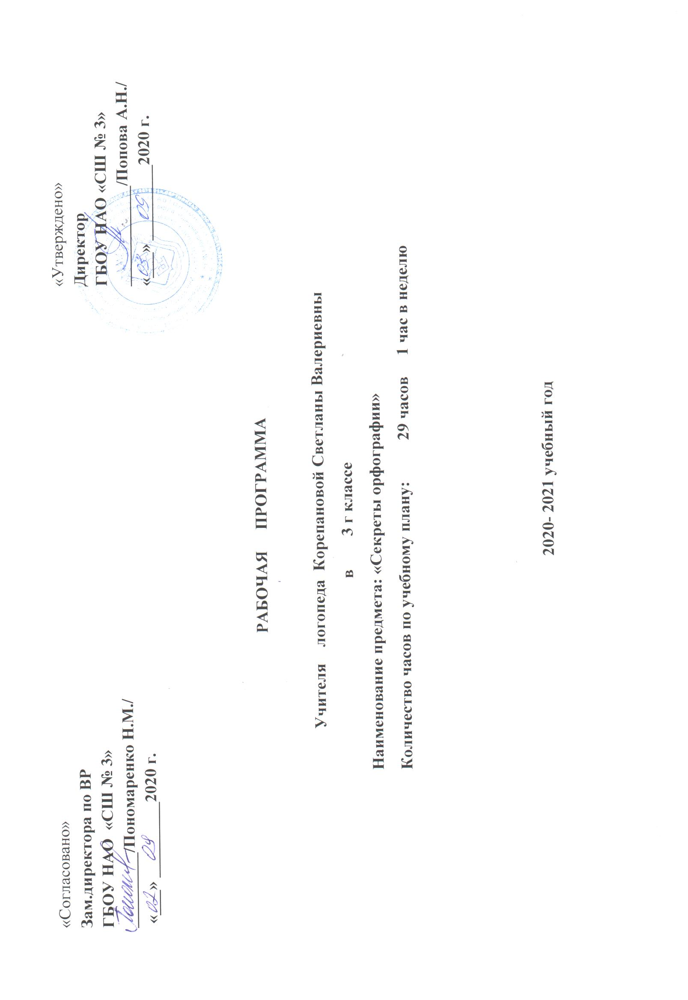 «Согласовано»
Зам.директора по ВР
ГБОУ НАО «СШ № 3»
/Пономаренко Н.М./
«02» 09 2020 г.
«Утверждено»
Директор
ГБОУ НАО «СШ № 3»
/Попова А.Н./
«03» 09 2020 г.
РАБОЧАЯ ПРОГРАММА
Учителя логопеда Корепановой Светланы Валериевны
в 3 г классе
Наименование предмета: «Секреты орфографии»
Количество часов по учебному плану: 29 часов 1 час в неделю
2020- 2021 учебный год